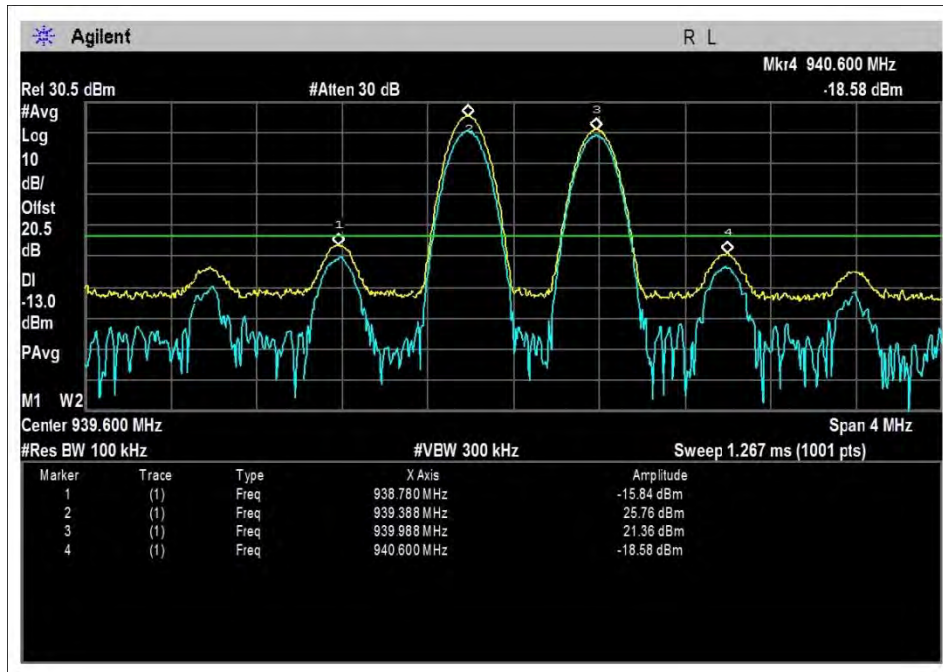 Agilent
R L
Mkr4 940.600 MHz
Ref 30.5 dBm #Atten 30 dB -18.58 dBm
#Avg
Log
10
dB/
Offst
20.5
dB
DI
-13.0
dBm
PAvg
M1 W2
1
2
3
4
Center 939.600 MHz Span 4 MHz
#Res BW 100 kHz #VBW 300 kHz Sweep 1.267 ms (1001 pts)
Marker Trace Type X Axis Amplitude
1 (1) Freq 938.780 MHz -15.84 dBm
2 (1) Freq 939.388 MHz 25.76 dBm
3 (1) Freq 939.988 MHz 21.36 dBm
4 (1) Freq 940.600 MHz -18.58 dBm